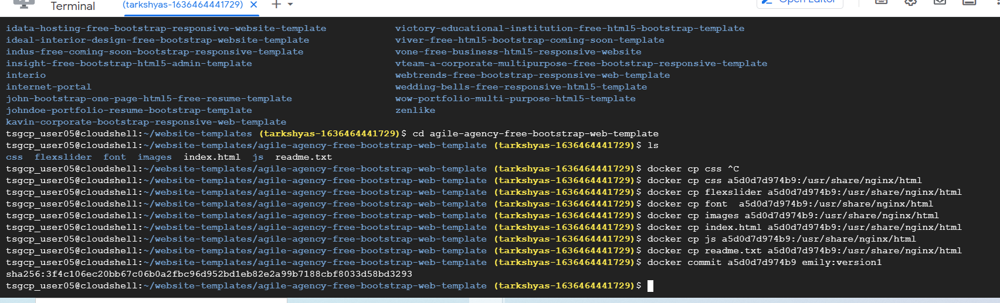 Terminal
(tarkshyas-1636464441729) × + ▾
Open Editor
idata-hosting-free-bootstrap-responsive-website-template victory-educational-institution-free-html5-bootstrap-template
ideal-interior-design-free-bootstrap-website-template viver-free-html5-bootstrap-coming-soon-template
indus-free-coming-soon-bootstrap-responsive-template vone-free-business-html5-responsive-website
insight-free-bootstrap-html5-admin-template vteam-a-corporate-multipurpose-free-bootstrap-responsive-template
interio webtrends-free-bootstrap-responsive-web-template
internet-portal wedding-bells-free-responsive-html5-template
john-bootstrap-one-page-html5-free-resume-template wow-portfolio-multi-purpose-html5-template
johndoe-portfolio-resume-bootstrap-template zenlike
kavin-corporate-bootstrap-responsive-web-template
tsgcp_user05@cloudshell:~/website-templates (tarkshyas-1636464441729)$ cd agile-agency-free-bootstrap-web-template
tsgcp_user05@cloudshell:~/website-templates/agile-agency-free-bootstrap-web-template (tarkshyas-1636464441729)$ ls
css flexslider font images index.html js readme.txt
tsgcp_user05@cloudshell:~/website-templates/agile-agency-free-bootstrap-web-template (tarkshyas-1636464441729)$ docker cp css ^C
tsgcp_user05@cloudshell:~/website-templates/agile-agency-free-bootstrap-web-template (tarkshyas-1636464441729)$ docker cp css a5d0d7d974b9:/usr/share/nginx/html
tsgcp_user05@cloudshell:~/website-templates/agile-agency-free-bootstrap-web-template (tarkshyas-1636464441729)$ docker cp flexslider a5d0d7d974b9:/usr/share/nginx/html
tsgcp_user05@cloudshell:~/website-templates/agile-agency-free-bootstrap-web-template (tarkshyas-1636464441729)$ docker cp font  a5d0d7d974b9:/usr/share/nginx/html
tsgcp_user05@cloudshell:~/website-templates/agile-agency-free-bootstrap-web-template (tarkshyas-1636464441729)$ docker cp images a5d0d7d974b9:/usr/share/nginx/html
tsgcp_user05@cloudshell:~/website-templates/agile-agency-free-bootstrap-web-template (tarkshyas-1636464441729)$ docker cp index.html a5d0d7d974b9:/usr/share/nginx/html
tsgcp_user05@cloudshell:~/website-templates/agile-agency-free-bootstrap-web-template (tarkshyas-1636464441729)$ docker cp js a5d0d7d974b9:/usr/share/nginx/html
tsgcp_user05@cloudshell:~/website-templates/agile-agency-free-bootstrap-web-template (tarkshyas-1636464441729)$ docker cp readme.txt a5d0d7d974b9:/usr/share/nginx/html
tsgcp_user05@cloudshell:~/website-templates/agile-agency-free-bootstrap-web-template (tarkshyas-1636464441729)$ docker commit a5d0d7d974b9 emily:version1
sha256:3f4c106ec20bb67c06b0a2fbc96d952bd1eb82e2a99b7188cbf8033d58bd3293
tsgcp_user05@cloudshell:~/website-templates/agile-agency-free-bootstrap-web-template (tarkshyas-1636464441729)$